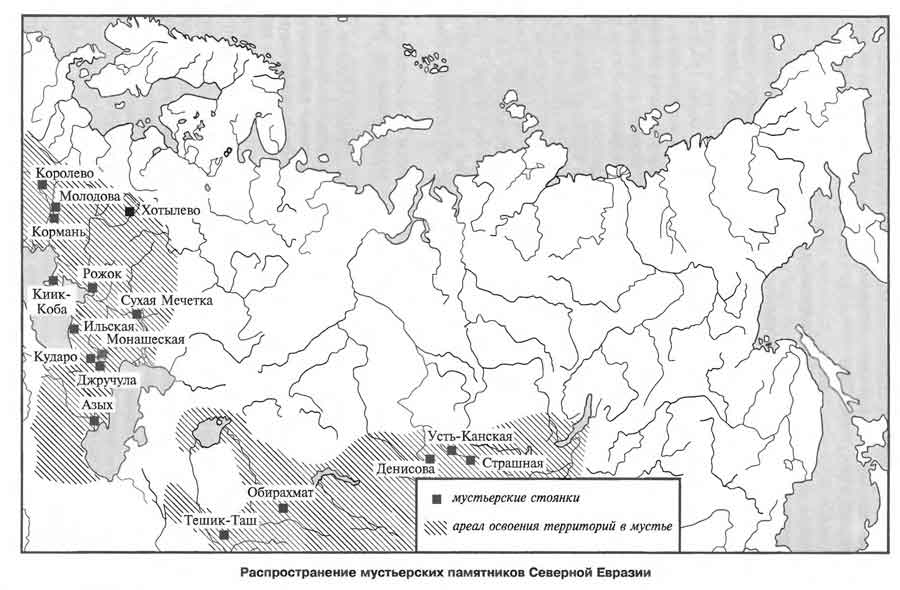 Королево
Молодова
Хотылево
Кормань
Рожок
Киик-
Коба
Сухая Мечетка
Ильская
Монашеская
Кударо
Джручула
Азых
Усть-Канская
Денисова
Страшная
Обирахмат
Тешик-Таш
мустьерские стоянки
ареал освоения территорий в мустье
Распространение мустьерских памятников Северной Евразии